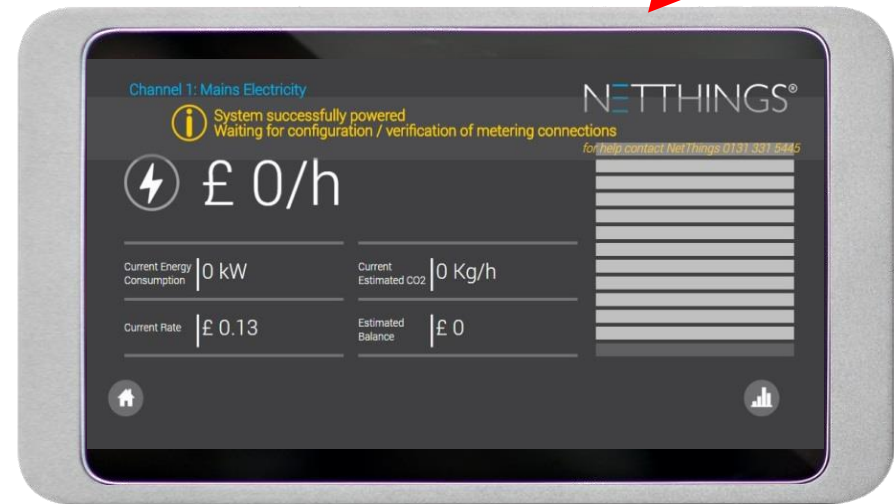 Channel 1: Mains Electricity
NETTHINGS®
System successfully powered
Waiting for configuration / verification of metering connections
for help contact NetThings 0131 331 5445
£ 0/h
Current Energy
Consumption
0 kW
Current
Estimated CO2
0 Kg/h
Current Rate
£ 0.13
Estimated
Balance
£ 0